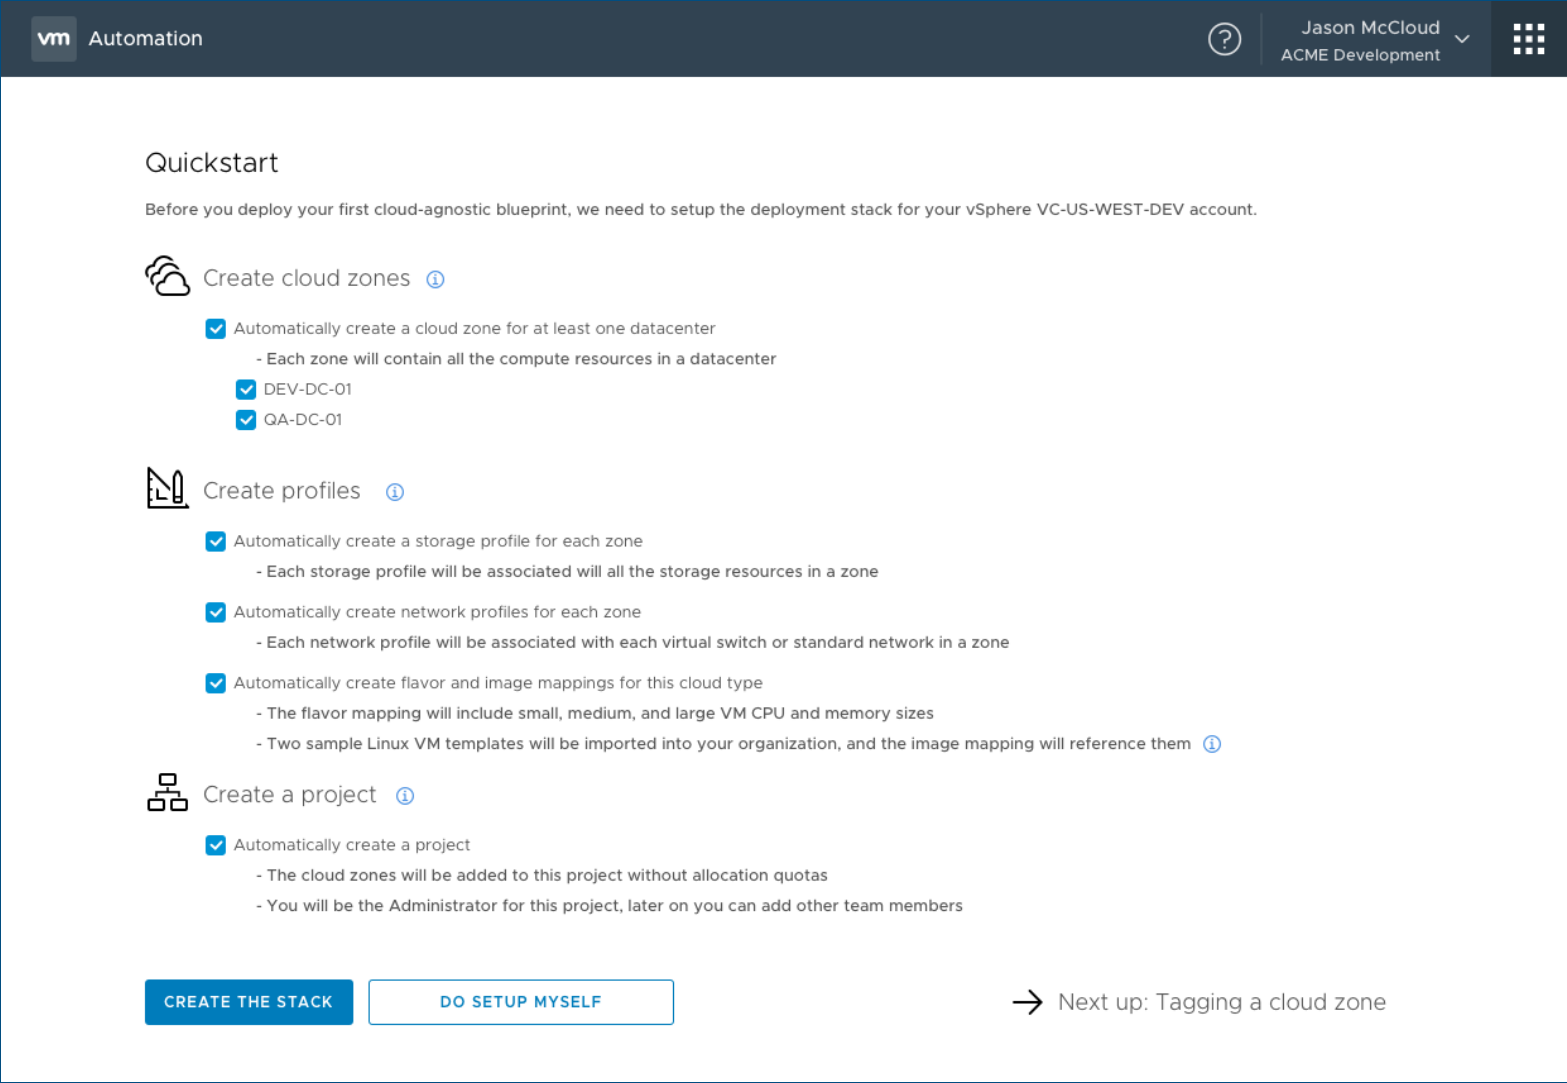 vm Automation
?
Jason McCloud
ACME Development
Quickstart
Before you deploy your first cloud-agnostic blueprint, we need to setup the deployment stack for your vSphere VC-US-WEST-DEV account.
Create cloud zones i
Automatically create a cloud zone for at least one datacenter
- Each zone will contain all the compute resources in a datacenter
DEV-DC-01
QA-DC-01
Create profiles i
Automatically create a storage profile for each zone
- Each storage profile will be associated will all the storage resources in a zone
Automatically create network profiles for each zone
- Each network profile will be associated with each virtual switch or standard network in a zone
Automatically create flavor and image mappings for this cloud type
- The flavor mapping will include small, medium, and large VM CPU and memory sizes
- Two sample Linux VM templates will be imported into your organization, and the image mapping will reference them i
Create a project i
Automatically create a project
- The cloud zones will be added to this project without allocation quotas
- You will be the Administrator for this project, later on you can add other team members
CREATE THE STACK
DO SETUP MYSELF
Next up: Tagging a cloud zone